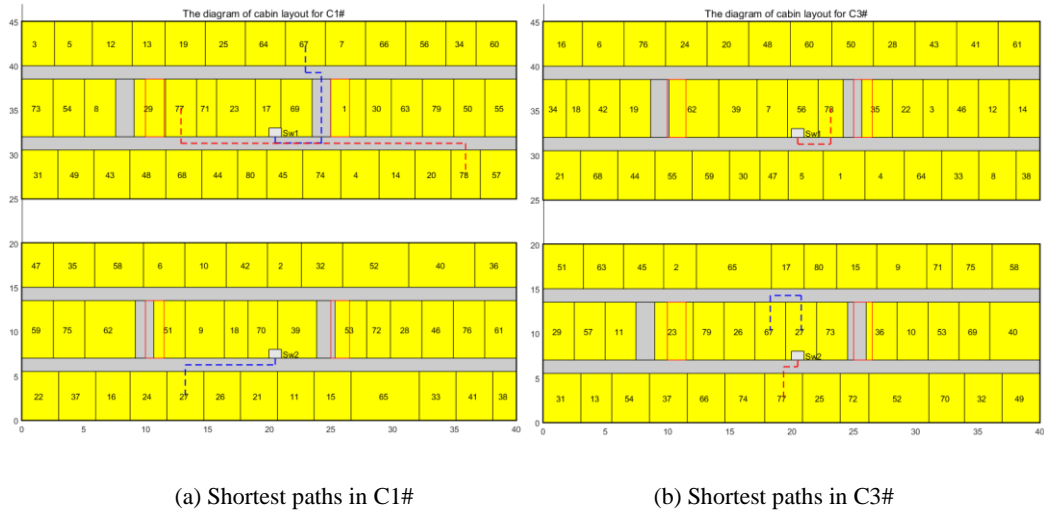 The diagram of cabin layout for C1#
45
3 5 12 13 19 25 64 67 7 66 56 34 60
40
73 54 8 29 77 71 23 17 69 1 30 63 79 50 55
35
Sw1
30
31 49 43 48 68 44 80 45 74 4 14 20 78 57
25
20
47 35 58 6 10 42 2 32 52 40 36
15
59 75 62 51 9 18 70 39 53 72 28 46 76 61
10
Sw2
5
22 37 16 24 27 26 21 11 15 65 33 41 38
0
0 5 10 15 20 25 30 35 40
The diagram of cabin layout for C3#
45
16 6 76 24 20 48 60 50 28 43 41 61
40
34 18 42 19 62 39 7 56 78 35 22 3 46 12 14
35
Sw1
30
21 68 44 55 59 30 47 5 1 4 64 33 8 38
25
20
51 63 45 2 65 17 80 15 9 71 75 58
15
29 57 11 23 79 26 67 27 73 36 10 53 69 40
10
Sw2
5
31 13 54 37 66 74 77 25 72 52 70 32 49
0
0 5 10 15 20 25 30 35 40
(a) Shortest paths in C1#
(b) Shortest paths in C3#